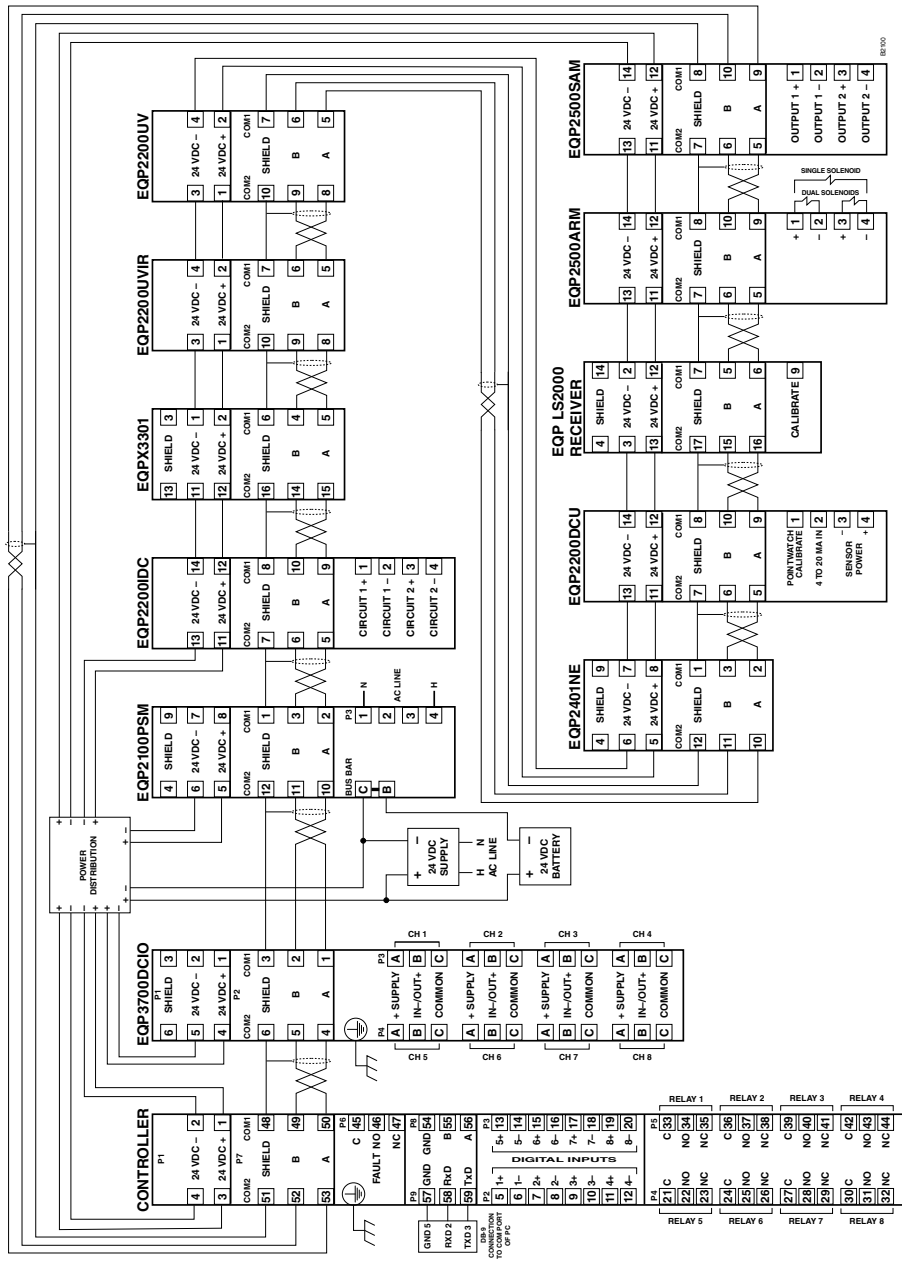 CONTROLLER
P1
4 24 VDC – 2
3 24 VDC + 1
P7
COM2 COM1
51 SHIELD 48
52 B 49
53 A 50
P6
C 45
FAULT NO 46
NC 47
P9 P8
57 GND GND 54
58 RxD B 55
59 TxD A 56
GND 5
RXD 2
TXD 3
DB-9
CONNECTION
TO COM PORT
OF PC
P2 P3
5 1+ 5+ 13
6 1– 5– 14
7 2+ 6+ 15
8 2– 6– 16
9 3+ 7+ 17
10 3– 7– 18
11 4+ 8+ 19
12 4– 8– 20
DIGITAL INPUTS
P4 P5
21 C C 33
22 NO NO 34
23 NC NC 35
RELAY 5 RELAY 1
24 C C 36
25 NO NO 37
26 NC NC 38
RELAY 6 RELAY 2
27 C C 39
28 NO NO 40
29 NC NC 41
RELAY 7 RELAY 3
30 C C 42
31 NO NO 43
32 NC NC 44
RELAY 8 RELAY 4
EQP3700DCIO
P1
6 SHIELD 3
5 24 VDC – 2
4 24 VDC + 1
P2
COM2 COM1
6 SHIELD 3
5 B 2
4 A 1
P4 P3
A + SUPPLY A
B IN–/OUT+ B
C COMMON C
CH 5 CH 1
A + SUPPLY A
B IN–/OUT+ B
C COMMON C
CH 6 CH 2
A + SUPPLY A
B IN–/OUT+ B
C COMMON C
CH 7 CH 3
A + SUPPLY A
B IN–/OUT+ B
C COMMON C
CH 8 CH 4
POWER
DISTRIBUTION
+ – – + + –
+ – – +
+ – + –
+ –
24 VDC
SUPPLY
H N
AC LINE
+ –
24 VDC
BATTERY
EQP2100PSM
4 SHIELD 9
6 24 VDC – 7
5 24 VDC + 8
COM2 COM1
12 SHIELD 1
11 B 3
10 A 2
BUS BAR P3
C 1 N
B 2
AC LINE
3
4 H
EQP2200IDC
13 24 VDC – 14
11 24 VDC + 12
COM2 COM1
7 SHIELD 8
6 B 10
5 A 9
CIRCUIT 1 + 1
CIRCUIT 1 – 2
CIRCUIT 2 + 3
CIRCUIT 2 – 4
EQPX3301
13 SHIELD 3
11 24 VDC – 1
12 24 VDC + 2
COM2 COM1
16 SHIELD 6
14 B 4
15 A 5
EQP2200UVIR
3 24 VDC – 4
1 24 VDC + 2
COM2 COM1
10 SHIELD 7
9 B 6
8 A 5
EQP2200UV
3 24 VDC – 4
1 24 VDC + 2
COM2 COM1
10 SHIELD 7
9 B 6
8 A 5
EQP2401NE
4 SHIELD 9
6 24 VDC – 7
5 24 VDC + 8
COM2 COM1
12 SHIELD 1
11 B 3
10 A 2
EQP2200DCU
13 24 VDC – 14
11 24 VDC + 12
COM2 COM1
7 SHIELD 8
6 B 10
5 A 9
POINTWATCH
CALIBRATE 1
4 TO 20 MA IN 2
SENSOR
POWER
– 3
+ 4
EQP LS2000
RECEIVER
4 SHIELD 14
3 24 VDC – 2
13 24 VDC + 12
COM2 COM1
17 SHIELD 7
15 B 5
16 A 6
CALIBRATE 9
EQP2500ARM
13 24 VDC – 14
11 24 VDC + 12
COM2 COM1
7 SHIELD 8
6 B 10
5 A 9
+ 1
– 2
+ 3
– 4
EQP2500SAM
13 24 VDC – 14
11 24 VDC + 12
COM2 COM1
7 SHIELD 8
6 B 10
5 A 9
SINGLE SOLENOID
DUAL SOLENOIDS
OUTPUT 1 + 1
OUTPUT 1 – 2
OUTPUT 2 + 3
OUTPUT 2 – 4
B2100